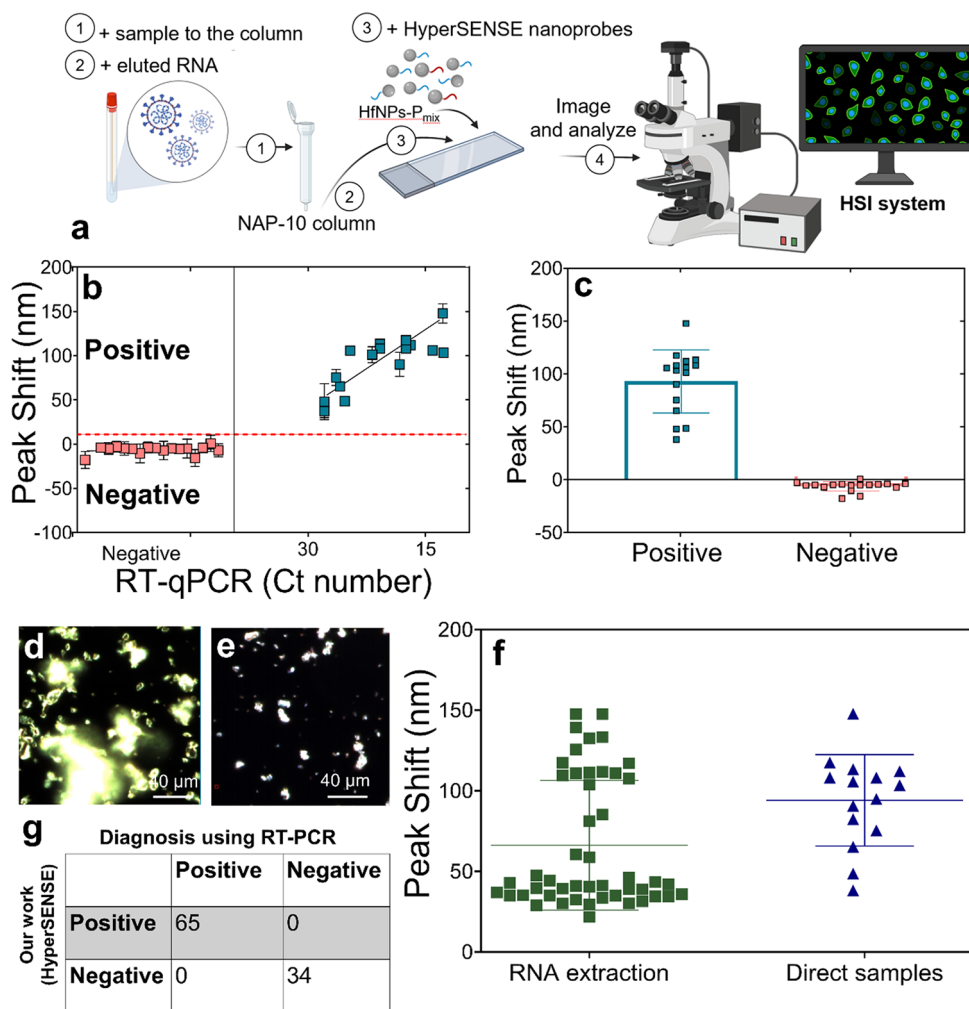 1 + sample to the column
2 + eluted RNA
3 + HyperSENSE nanoprobes
HfNPs-Pmix
Image
and analyze
1
3
2
4
NAP-10 column
HSI system
a
b
200
150
100
50
0
-50
-100
Peak Shift (nm)
Positive
Negative
Negative
30
15
RT-qPCR (Ct number)
c
200
150
100
50
0
-50
Peak Shift (nm)
Positive
Negative
d
40 µm
e
40 µm
f
200
150
100
50
0
Peak Shift (nm)
RNA extraction
Direct samples
g
Diagnosis using RT-PCR
Our work
(HyperSENSE)
Positive Negative
Positive 65 0
Negative 0 34